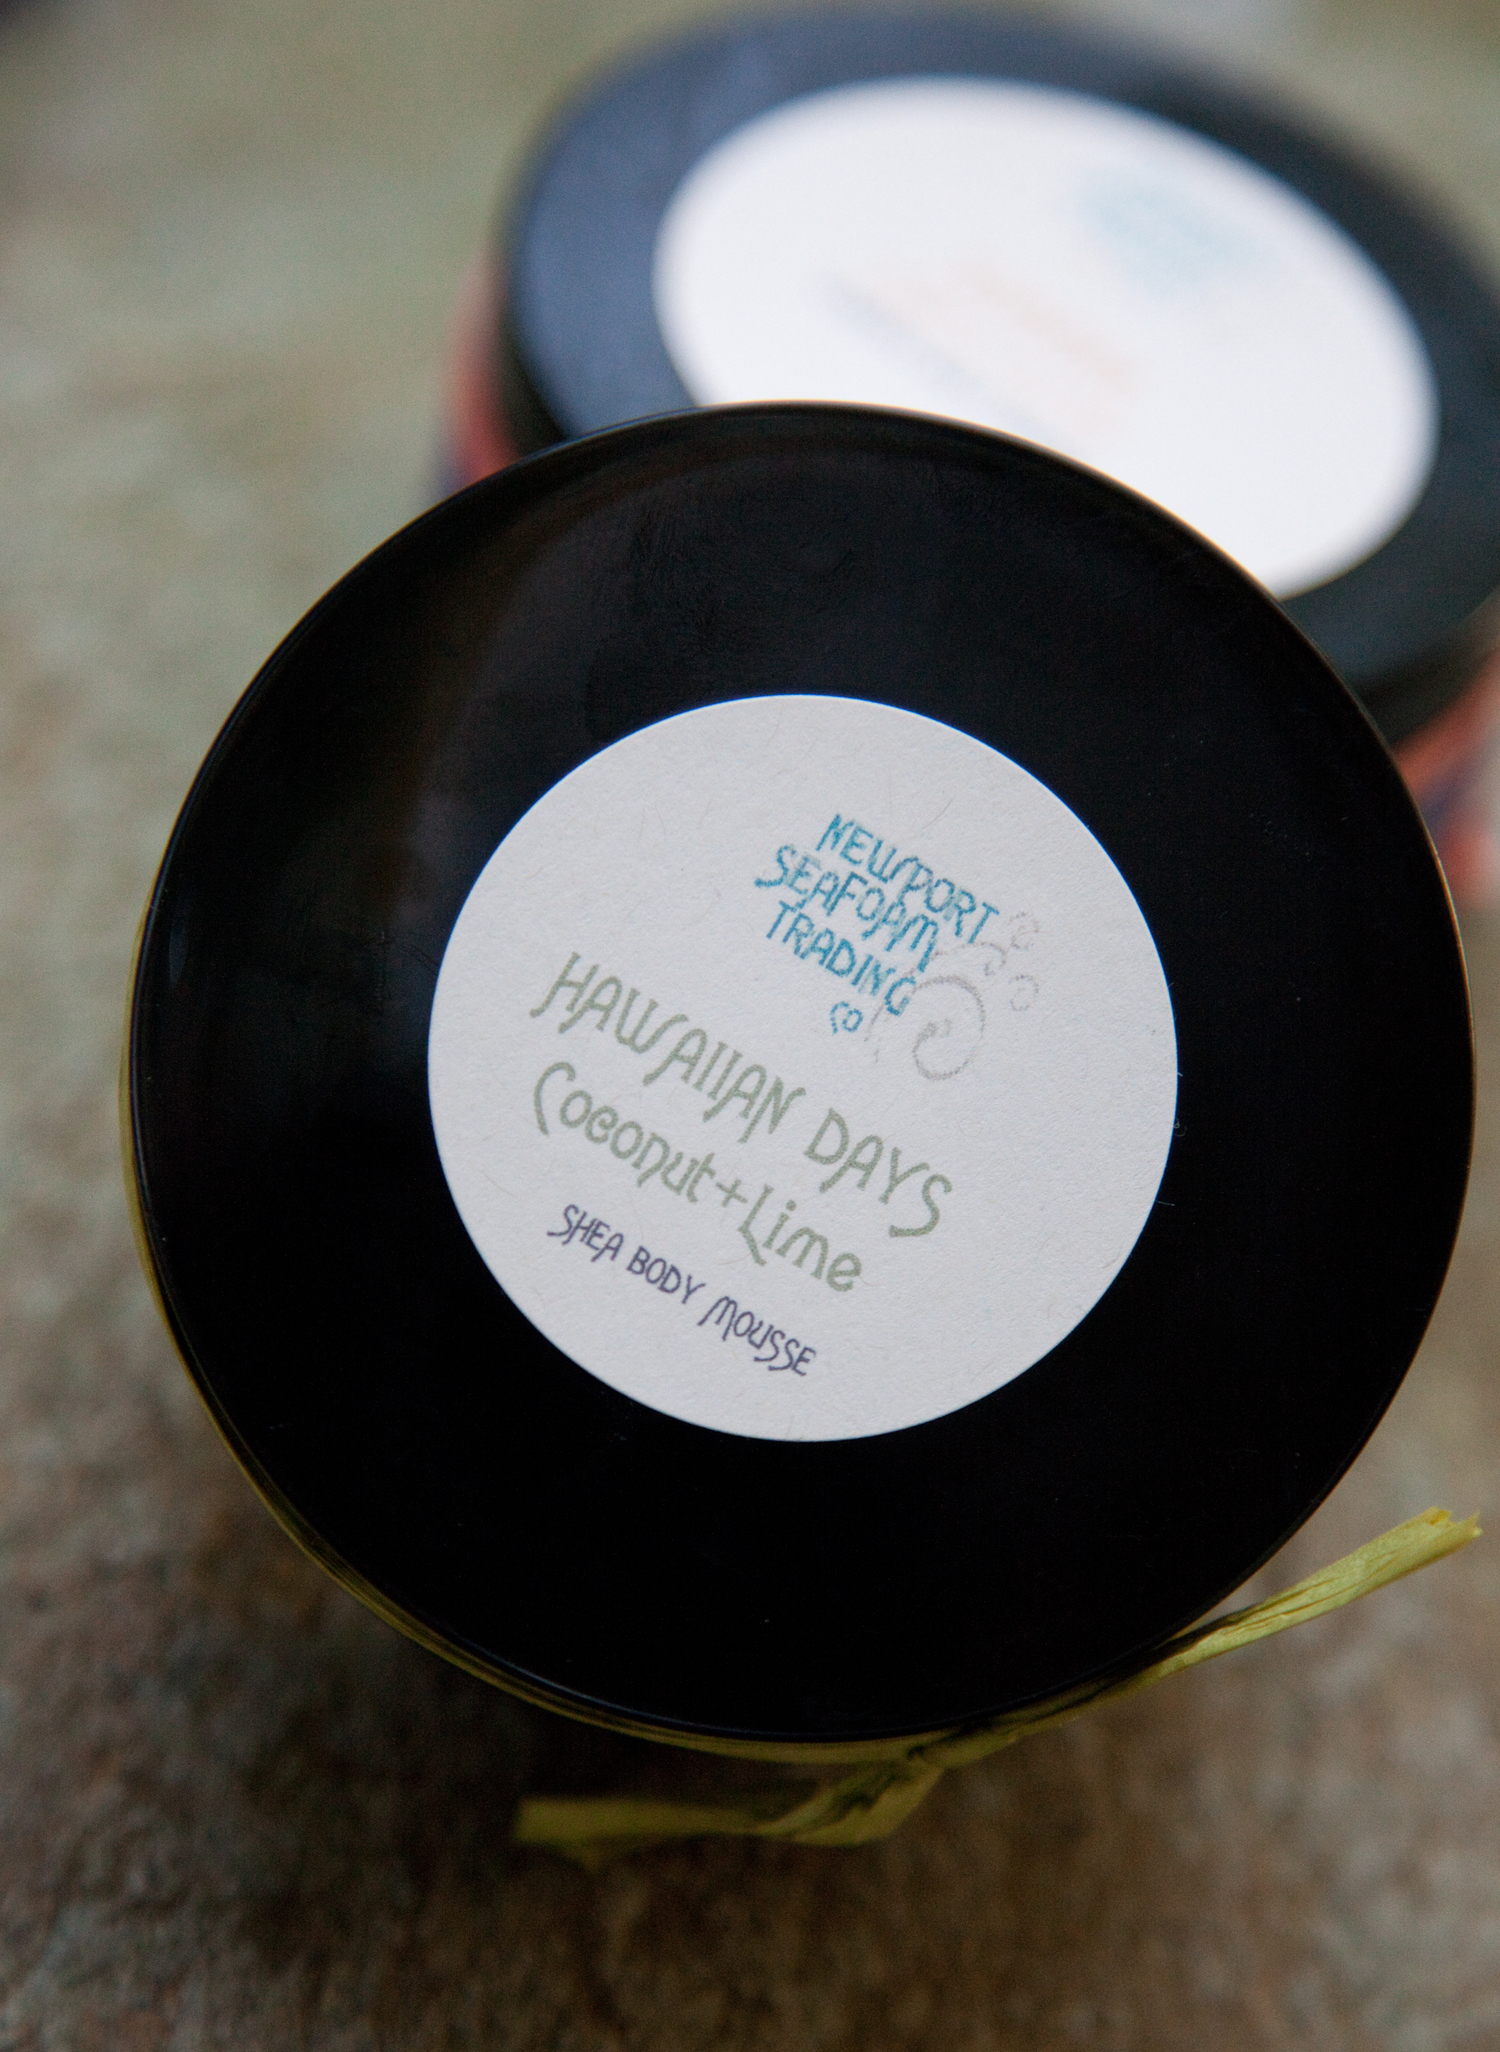 NEWPORT
SEAFOAM
TRADING
CO
HAWAIIAN DAYS
Coconut+Lime
SHEA BODY MOUSSE